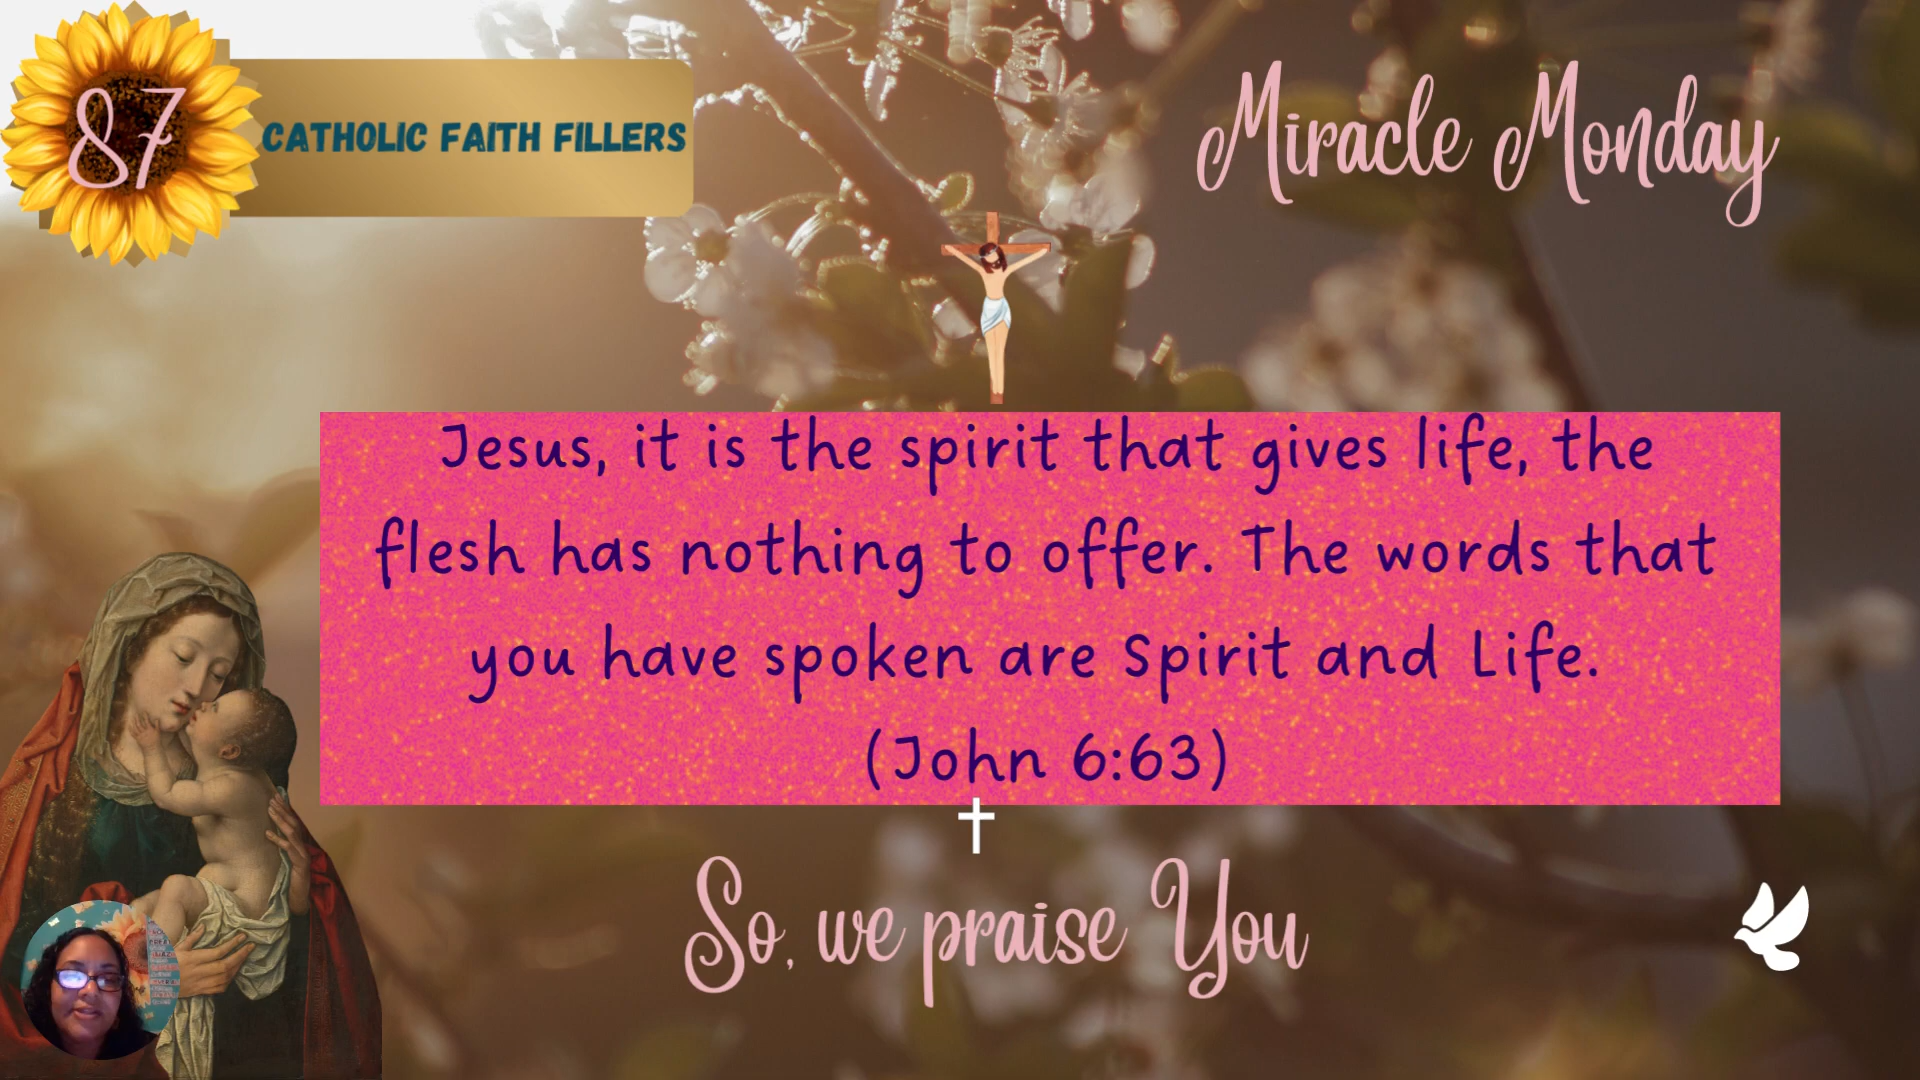 87
CATHOLIC FAITH FILLERS
Miracle Monday
Jesus, it is the spirit that gives life, the
flesh has nothing to offer. The words that
you have spoken are Spirit and Life.
(John 6:63)
So, we praise You